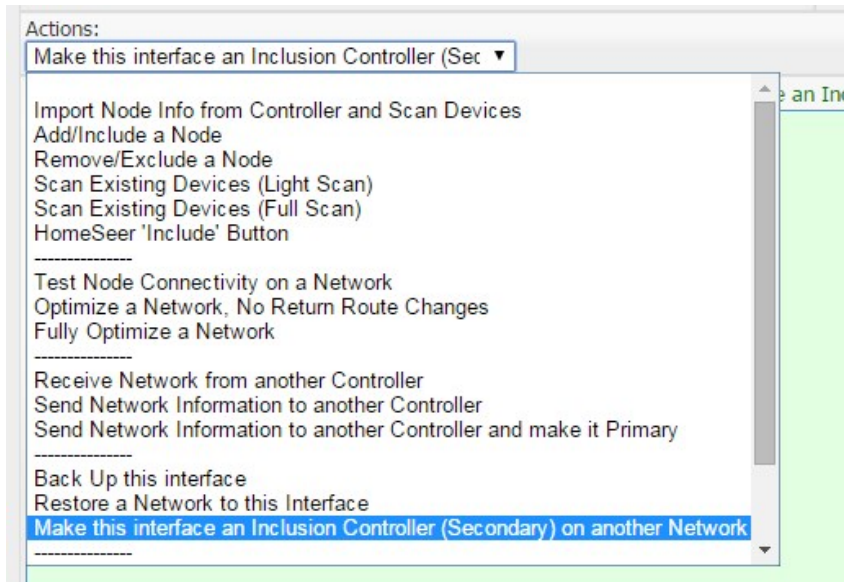 Actions:
Make this interface an Inclusion Controller (Sec
an In
Import Node Info from Controller and Scan Devices
Add/Include a Node
Remove/Exclude a Node
Scan Existing Devices (Light Scan)
Scan Existing Devices (Full Scan)
HomeSeer 'Include' Button
---------------
Test Node Connectivity on a Network
Optimize a Network, No Return Route Changes
Fully Optimize a Network
---------------
Receive Network from another Controller
Send Network Information to another Controller
Send Network Information to another Controller and make it Primary
---------------
Back Up this interface
Restore a Network to this Interface
Make this interface an Inclusion Controller (Secondary) on another Network
---------------